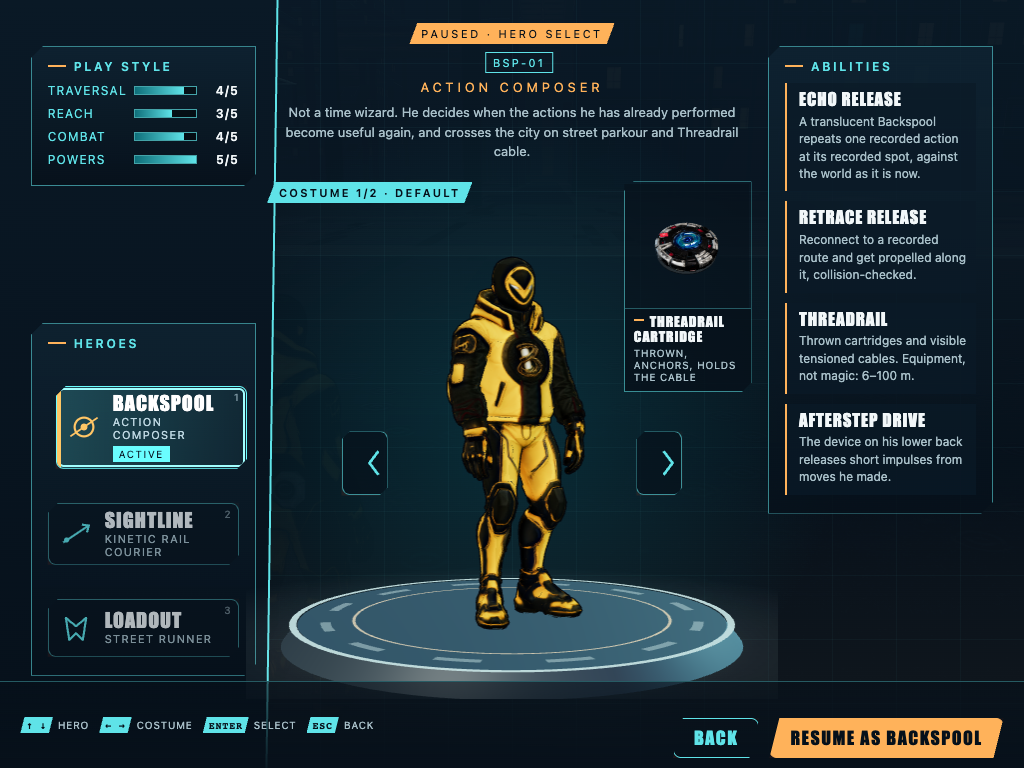 PAUSED · HERO SELECT
BSP-01
ACTION COMPOSER
Not a time wizard. He decides when the actions he has already performed
become useful again, and crosses the city on street parkour and Threadrail
cable.
PLAY STYLE
TRAVERSAL 4/5
REACH 3/5
COMBAT 4/5
POWERS 5/5
COSTUME 1/2 · DEFAULT
HEROES
BACKSPOOL 1
ACTION
COMPOSER
ACTIVE
SIGHTLINE 2
KINETIC RAIL
COURIER
LOADOUT 3
STREET RUNNER
THREADRAIL
CARTRIDGE
THROWN,
ANCHORS, HOLDS
THE CABLE
ABILITIES
ECHO RELEASE
A translucent Backspool
repeats one recorded action
at its recorded spot, against
the world as it is now.
RETRACE RELEASE
Reconnect to a recorded
route and get propelled along
it, collision-checked.
THREADRAIL
Thrown cartridges and visible
tensioned cables. Equipment,
not magic: 6–100 m.
AFTERSTEP DRIVE
The device on his lower back
releases short impulses from
moves he made.
↑ ↓ HERO ← → COSTUME ENTER SELECT ESC BACK
BACK
RESUME AS BACKSPOOL